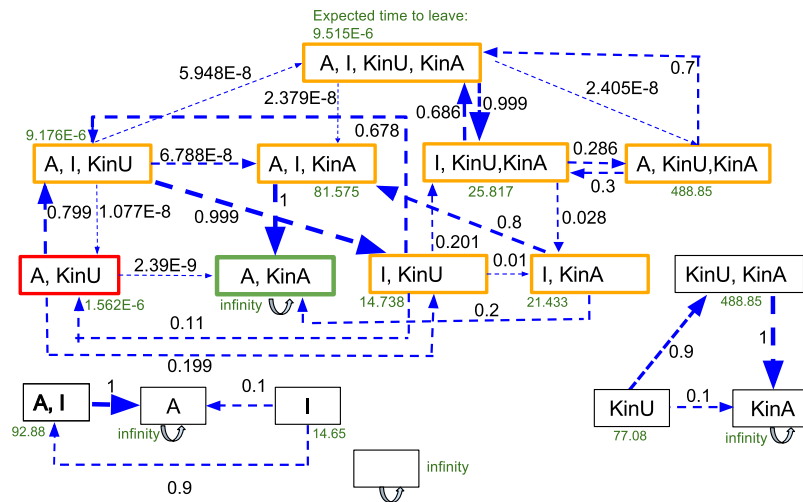 Expected time to leave:
9.515E-6
A, I, KinU, KinA
5.948E-8
2.379E-8
0.686
0.999
2.405E-8
0.7
9.176E-6
0.678
A, I, KinU
6.788E-8
A, I, KinA
81.575
I, KinU,KinA
25.817
0.286
0.3
A, KinU,KinA
488.85
0.799
1.077E-8
0.999
1
0.8
0.201
0.028
A, KinU
1.562E-6
2.39E-9
A, KinA
infinity
I, KinU
14.738
0.01
I, KinA
21.433
KinU, KinA
488.85
0.11
0.2
0.199
0.9
1
A, I
92.88
1
A
infinity
0.1
I
14.65
0.9
KinU
77.08
0.1
KinA
infinity
infinity